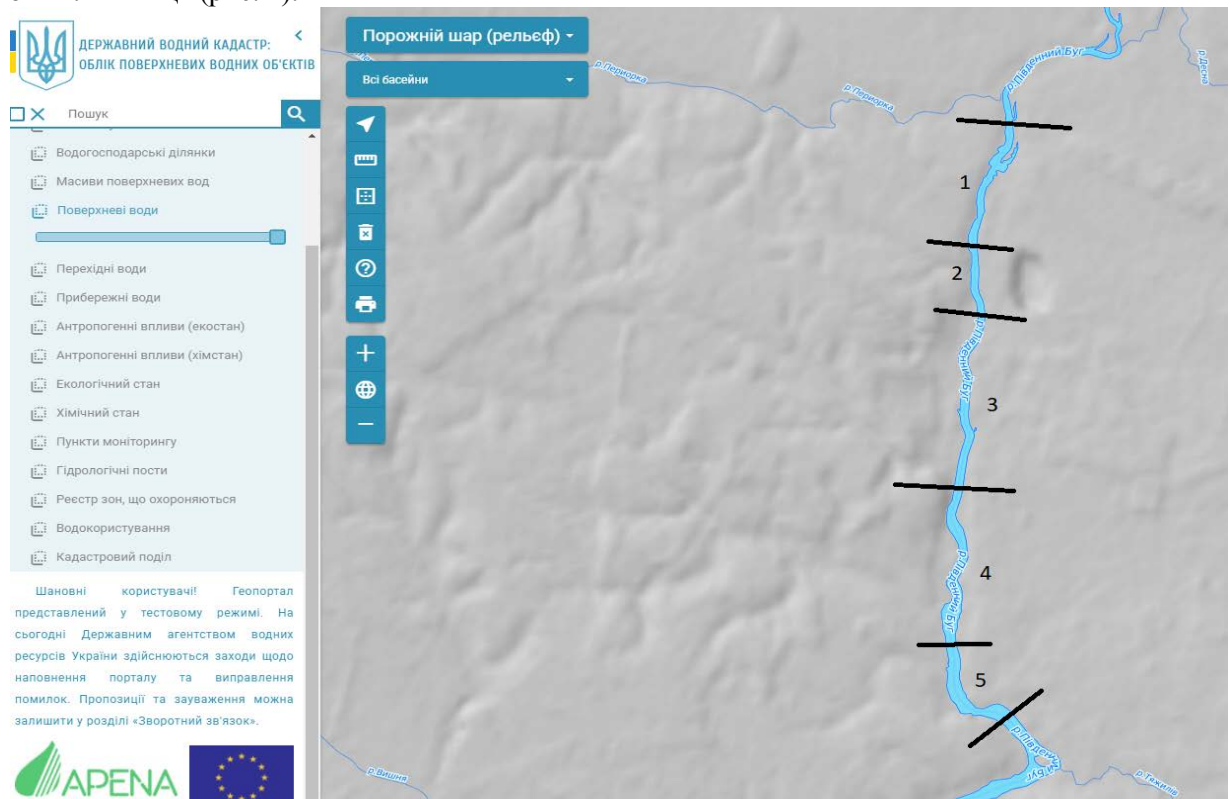 ДЕРЖАВНИЙ ВОДНИЙ КАДАСТР:
ОБЛІК ПОВЕРХНЕВИХ ВОДНИХ ОБ'ЄКТІВ
Пошук
Водогосподарські ділянки
Масиви поверхневих вод
Поверхневі води
Перехідні води
Прибережні води
Антропогенні впливи (екостан)
Антропогенні впливи (хімстан)
Екологічний стан
Хімічний стан
Пункти моніторингу
Гідрологічні пости
Реєстр зон, що охороняються
Водокористування
Кадастровий поділ
Шановні користувачі! Геопортал
представлений у тестовому режимі. На
сьогодні Державним агентством водних
ресурсів України здійснюються заходи щодо
наповнення порталу та виправлення
помилок. Пропозиції та зауваження можна
залишити у розділі «Зворотний зв'язок».
APENA
Порожній шар (рельєф)
Всі басейни
р.Периорка
р.Периорка
р.Південний Буг
р.Десна
1
2
р.Південний Буг
3
р.Південний Буг
4
5
р.Південний Буг
р.Вишня
р.Тяжилів